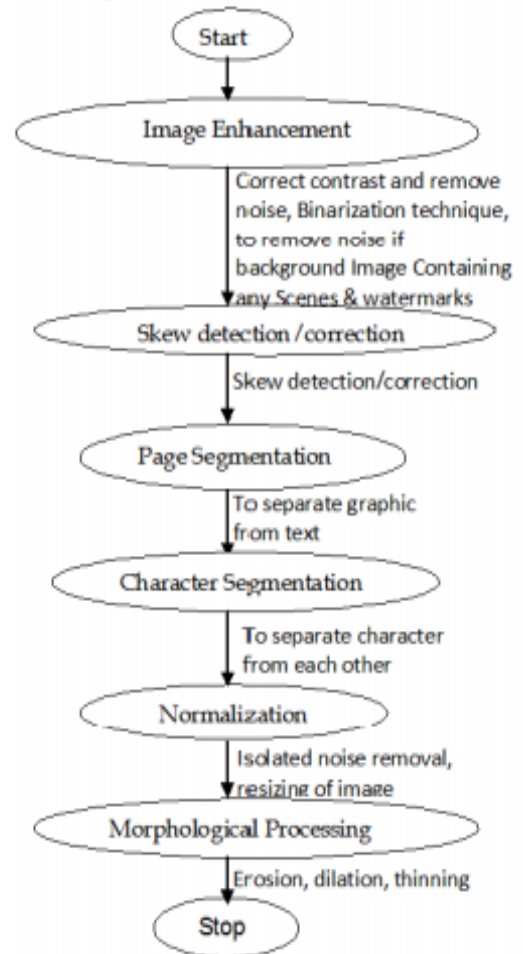 Start
Image Enhancement
Correct contrast and remove
noise, Binarization technique,
to remove noise if
background Image Containing
any Scenes & watermarks
Skew detection /correction
Skew detection/correction
Page Segmentation
To separate graphic
from text
Character Segmentation
To separate character
from each other
Normalization
Isolated noise removal,
resizing of image
Morphological Processing
Erosion, dilation, thinning
Stop